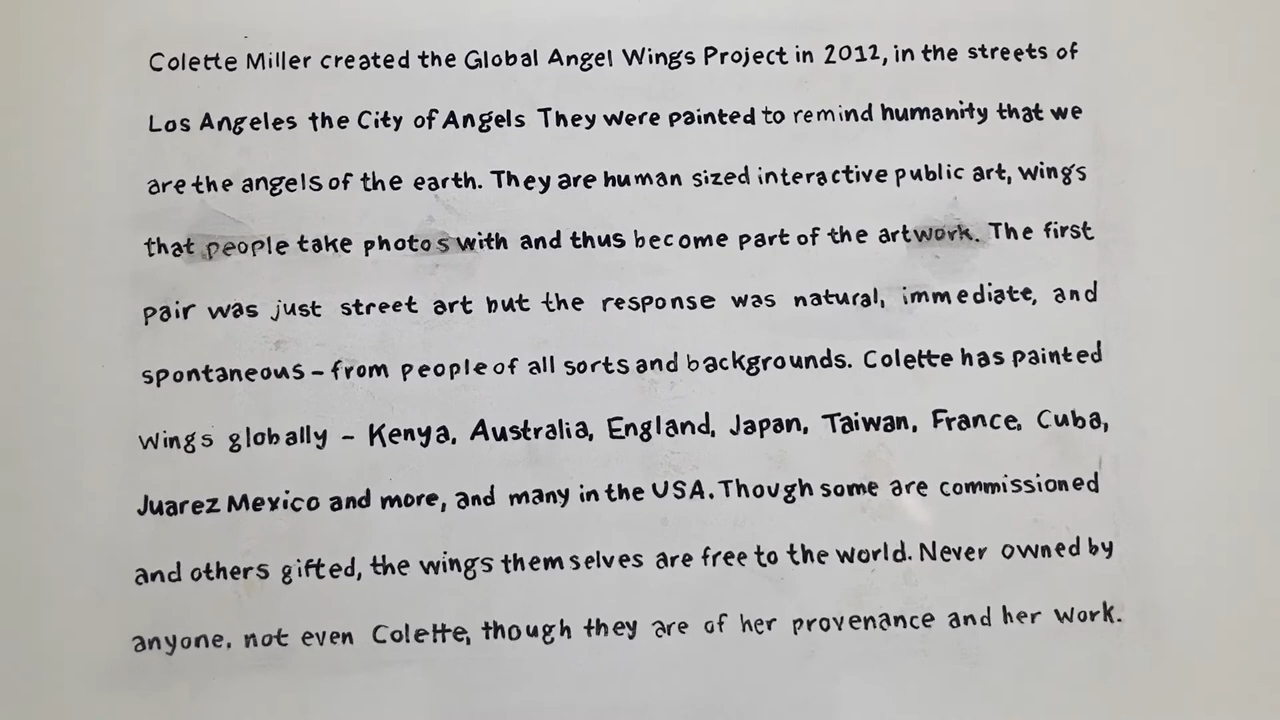 Colette Miller created the Global Angel Wings Project in 2012, in the streets of
Los Angeles the City of Angels They were painted to remind humanity that we
are the angels of the earth. They are human sized interactive public art, wings
that people take photos with and thus become part of the artwork. The first
pair was just street art but the response was natural, immediate, and
spontaneous – from people of all sorts and backgrounds. Colette has painted
wings globally – Kenya, Australia, England, Japan, Taiwan, France, Cuba,
Juarez Mexico and more, and many in the USA. Though some are commissioned
and others gifted, the wings themselves are free to the world. Never owned by
anyone, not even Colette, though they are of her provenance and her work.